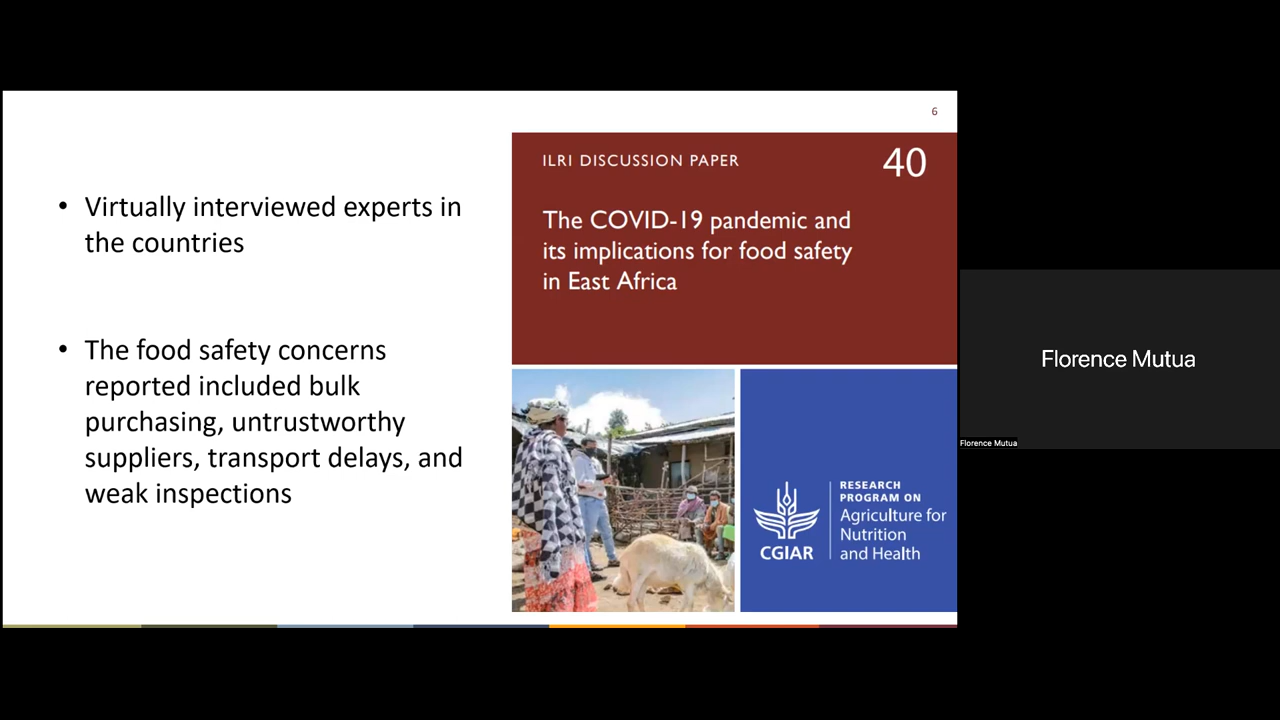 6
• Virtually interviewed experts in
the countries
• The food safety concerns
reported included bulk
purchasing, untrustworthy
suppliers, transport delays, and
weak inspections
ILRI DISCUSSION PAPER
40
The COVID-19 pandemic and
its implications for food safety
in East Africa
CGIAR
RESEARCH
PROGRAM ON
Agriculture for
Nutrition
and Health
Florence Mutua
Florence Mutua